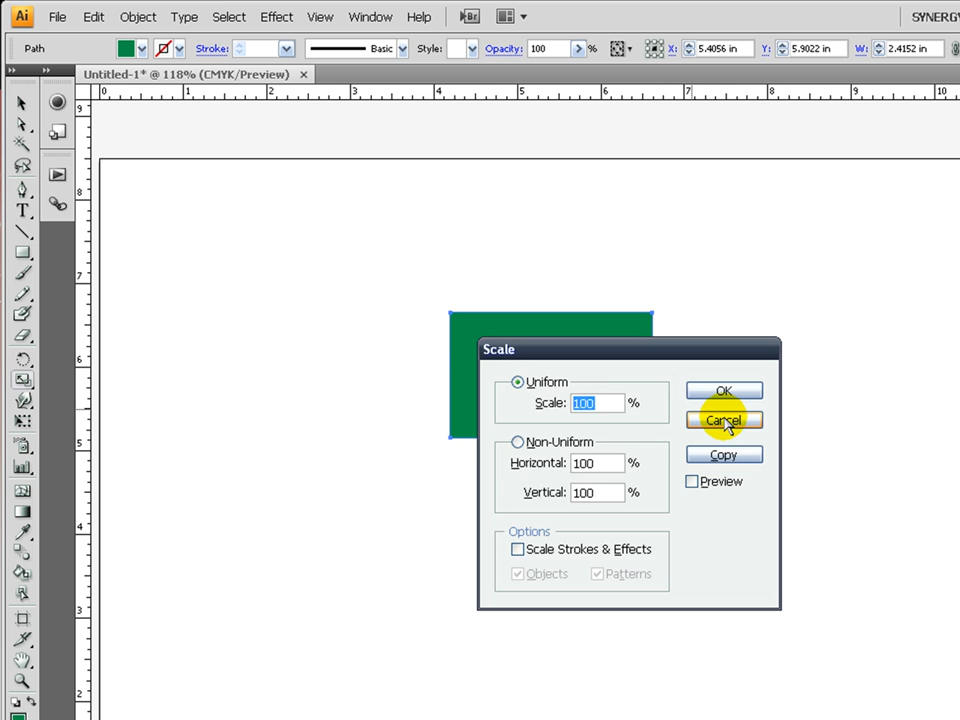 Ai File Edit Object Type Select Effect View Window Help Br SYNERGY
Path Stroke: Basic Style: Opacity: 100 % X: 5.4056 in Y: 5.9022 in W: 2.4152 in
Untitled-1* @ 118% (CMYK/Preview) ×
0 1 2 3 4 5 6 7 8 9 10
9
8
7
6
5
4
3
2
T
Scale
Uniform
Scale: 100 %
Non-Uniform
Horizontal: 100 %
Vertical: 100 %
Options
Scale Strokes & Effects
Objects Patterns
OK
Cancel
Copy
Preview